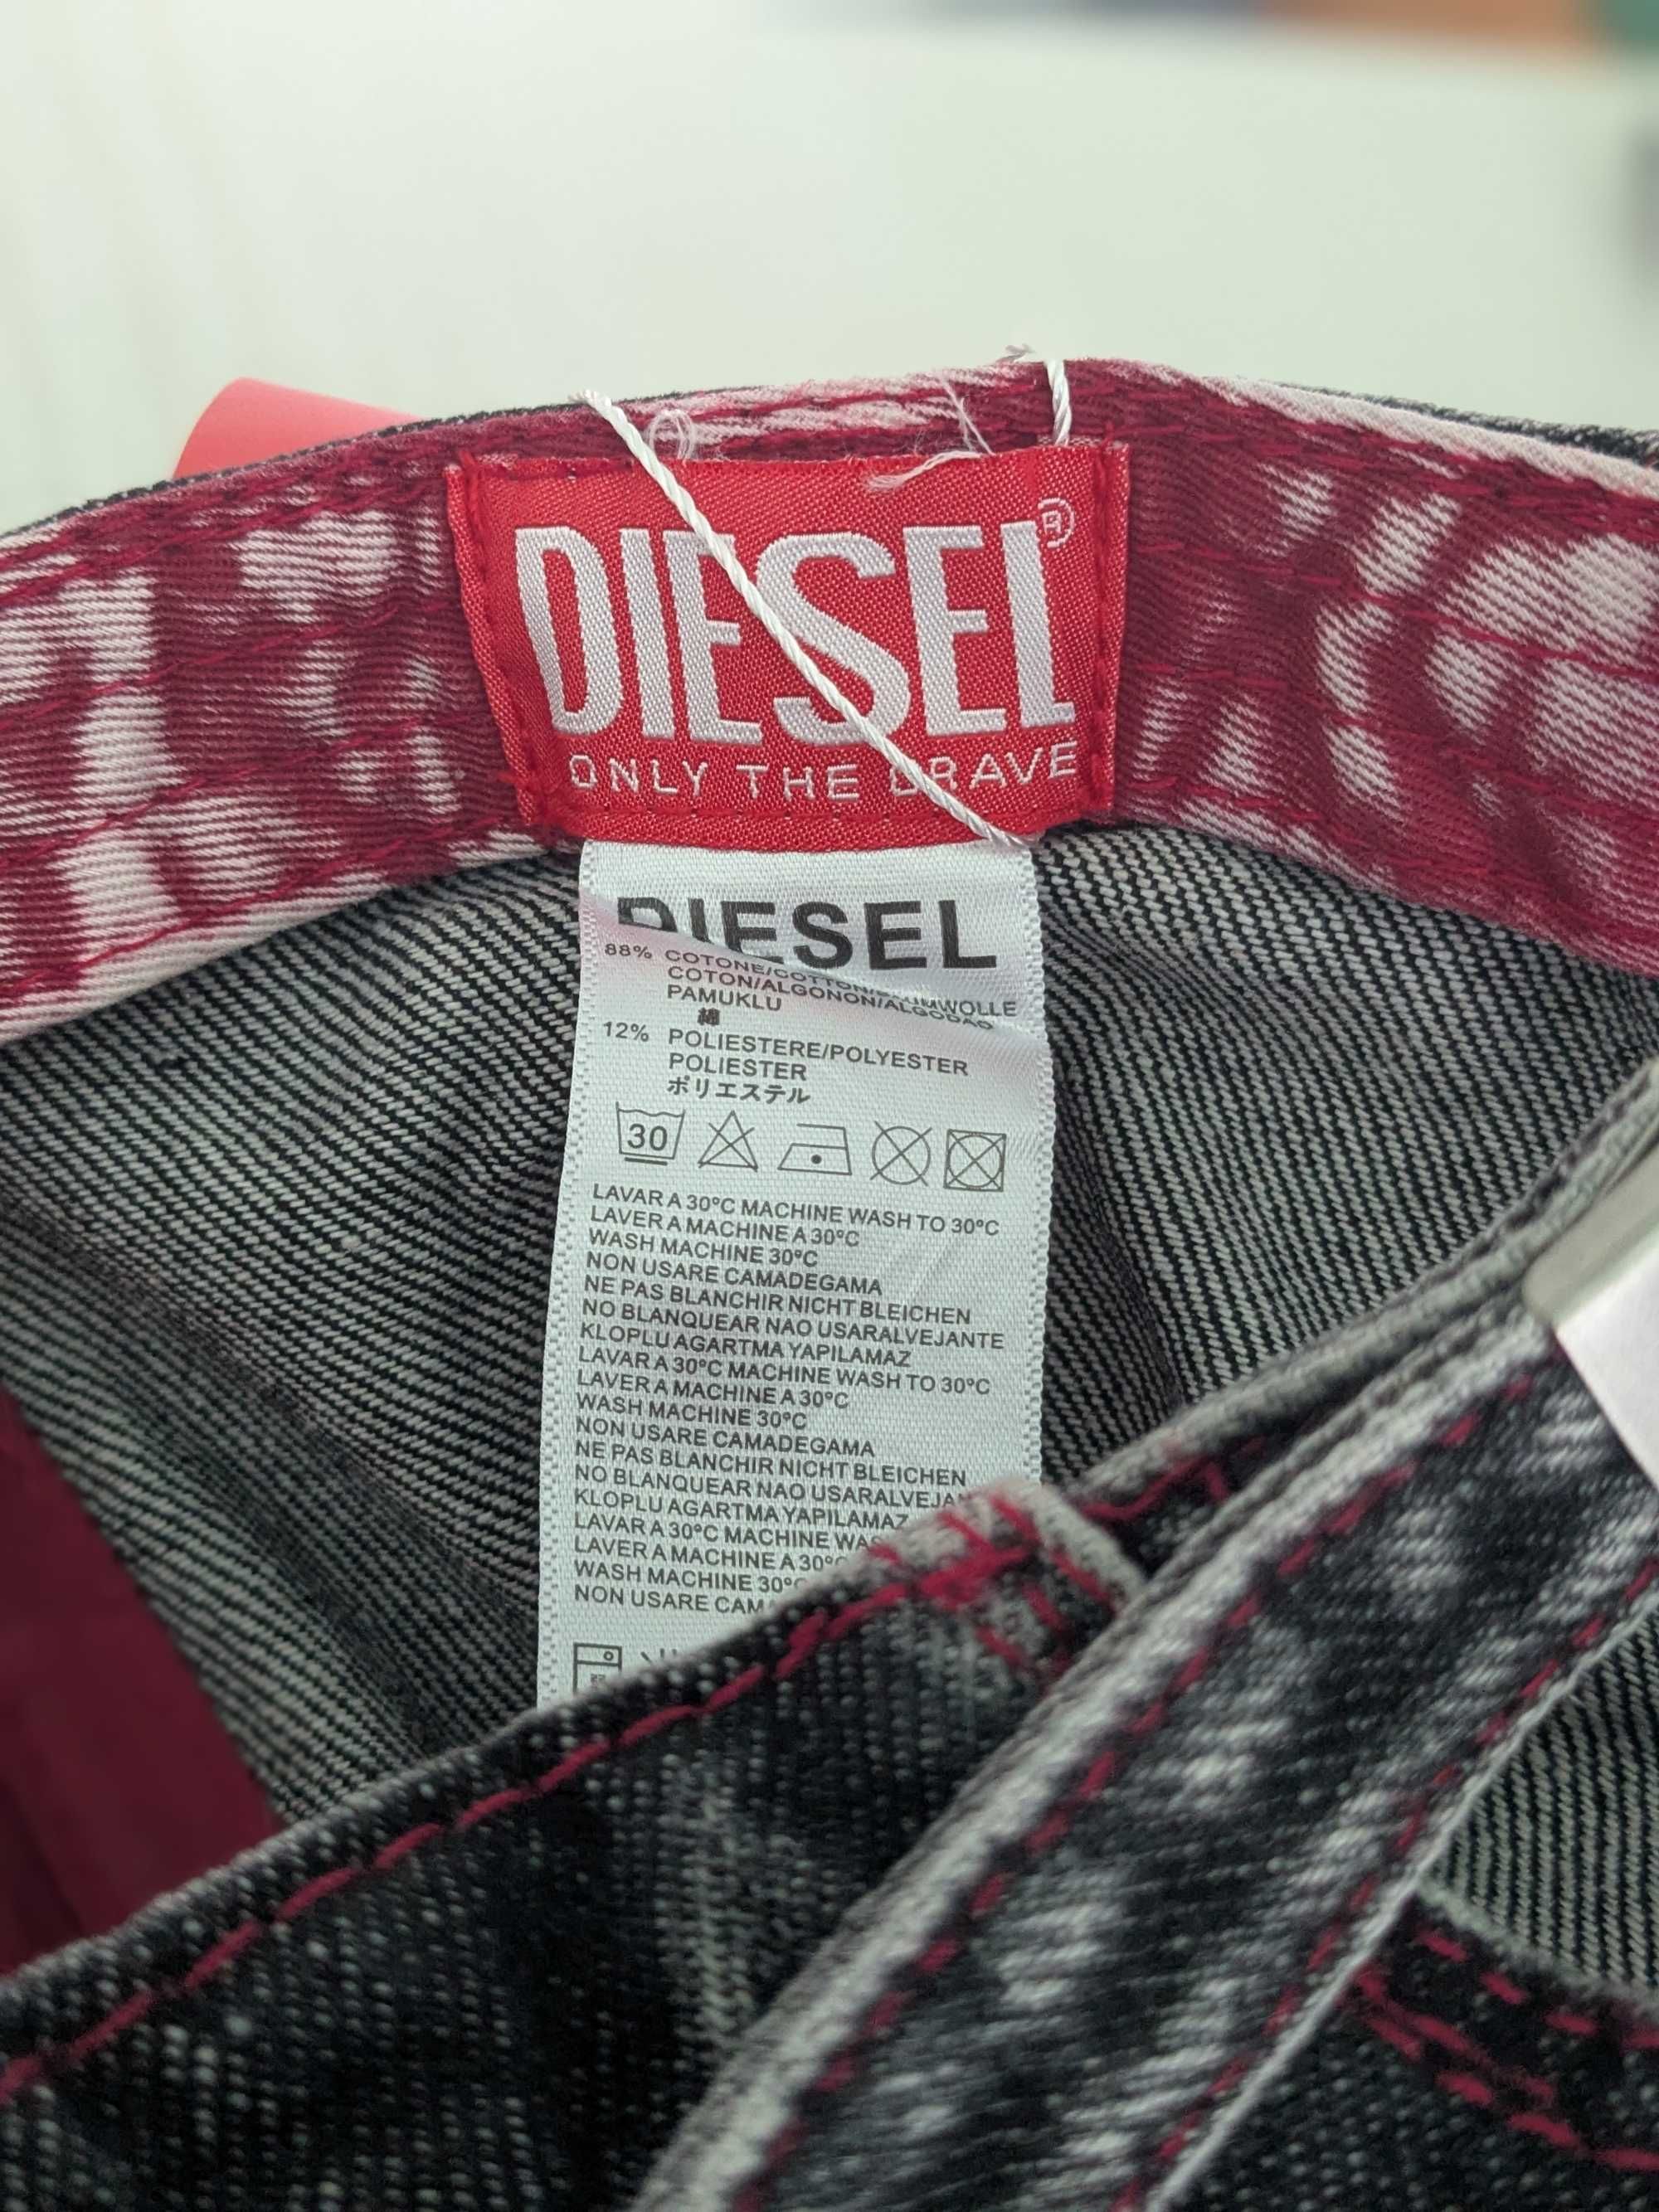 DIESEL®
ONLY THE BRAVE
DIESEL
88% COTONE/COTTON/BAUMWOLLE
COTON/ALGONON/ALGODAO
PAMUKLU
綿
12% POLIESTERE/POLYESTER
POLIESTER
ポリエステル
30
LAVAR A 30°C MACHINE WASH TO 30°C
LAVER A MACHINE A 30°C
WASH MACHINE 30°C
NON USARE CAMADEGAMA
NE PAS BLANCHIR NICHT BLEICHEN
NO BLANQUEAR NAO USARALVEJANTE
KLOPLU AGARTMA YAPILAMAZ
LAVAR A 30°C MACHINE WASH TO 30°C
LAVER A MACHINE A 30°C
WASH MACHINE 30°C
NON USARE CAMADEGAMA
NE PAS BLANCHIR NICHT BLEICHEN
NO BLANQUEAR NAO USARALVEJA
KLOPLU AGARTMA YAPILAMAZ
LAVAR A 30°C MACHINE WAS
LAVER A MACHINE A 30°C
WASH MACHINE 30°C
NON USARE CAMA